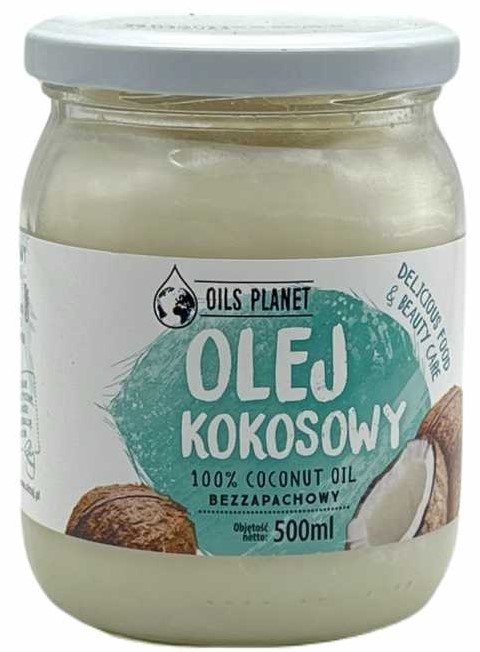 OILS PLANET
DELICIOUS FOOD
& BEAUTY CARE
OLEJ
KOKOSOWY
100% COCONUT OIL
BEZZAPACHOWY
Objętość
netto: 500ml